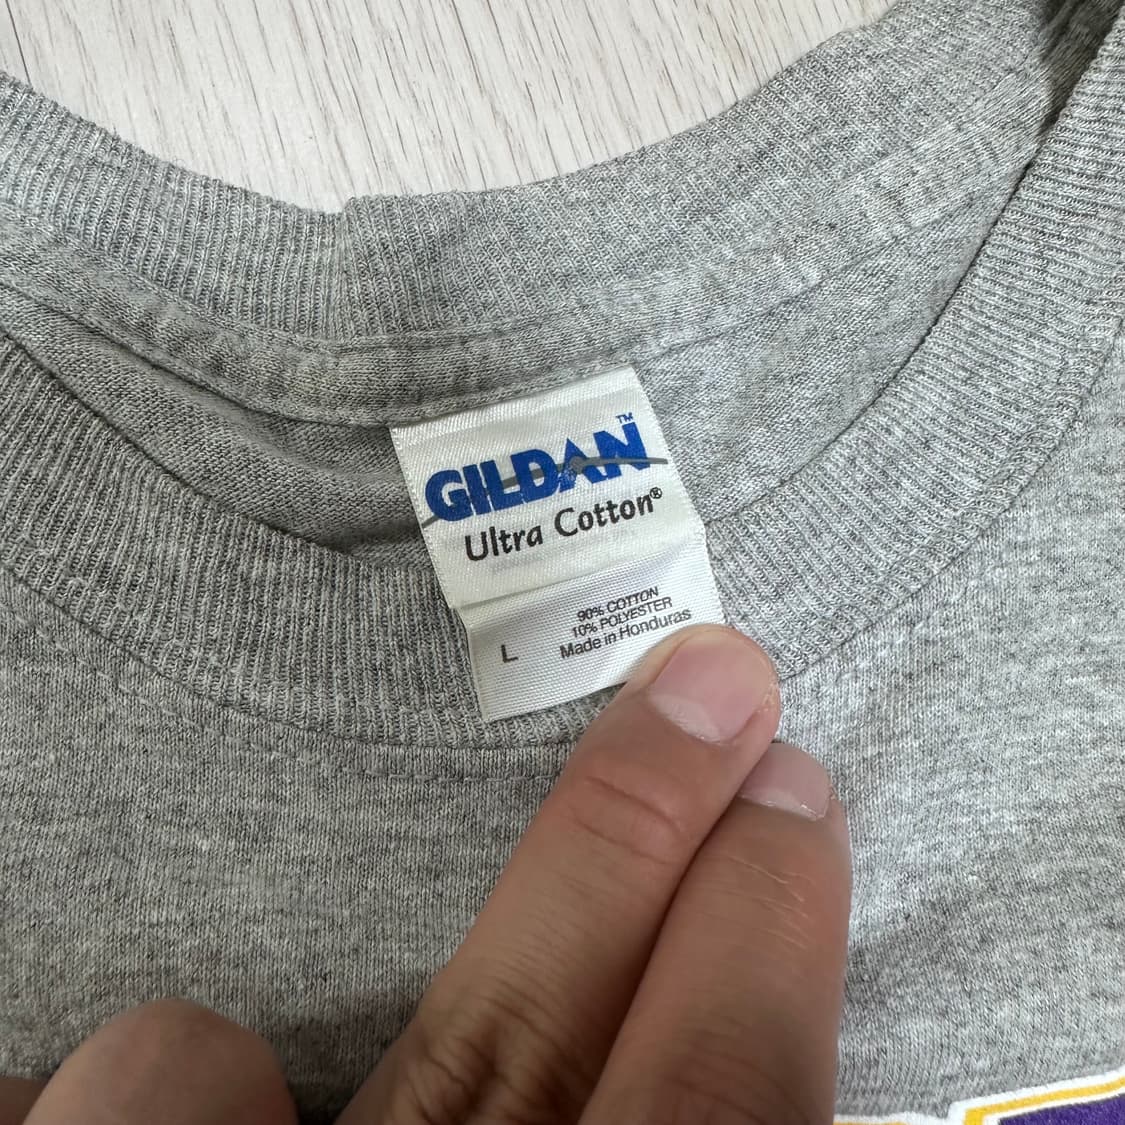 GILDAN™
Ultra Cotton®
90% COTTON
10% POLYESTER
L Made in Honduras